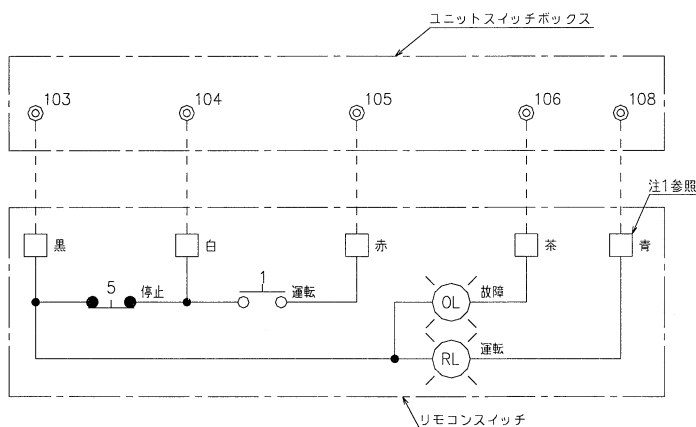 ユニットスイッチボックス
103
104
105
106
108
注1参照
黒
白
赤
茶
青
5
停止
1
運転
OL
故障
RL
運転
リモコンスイッチ